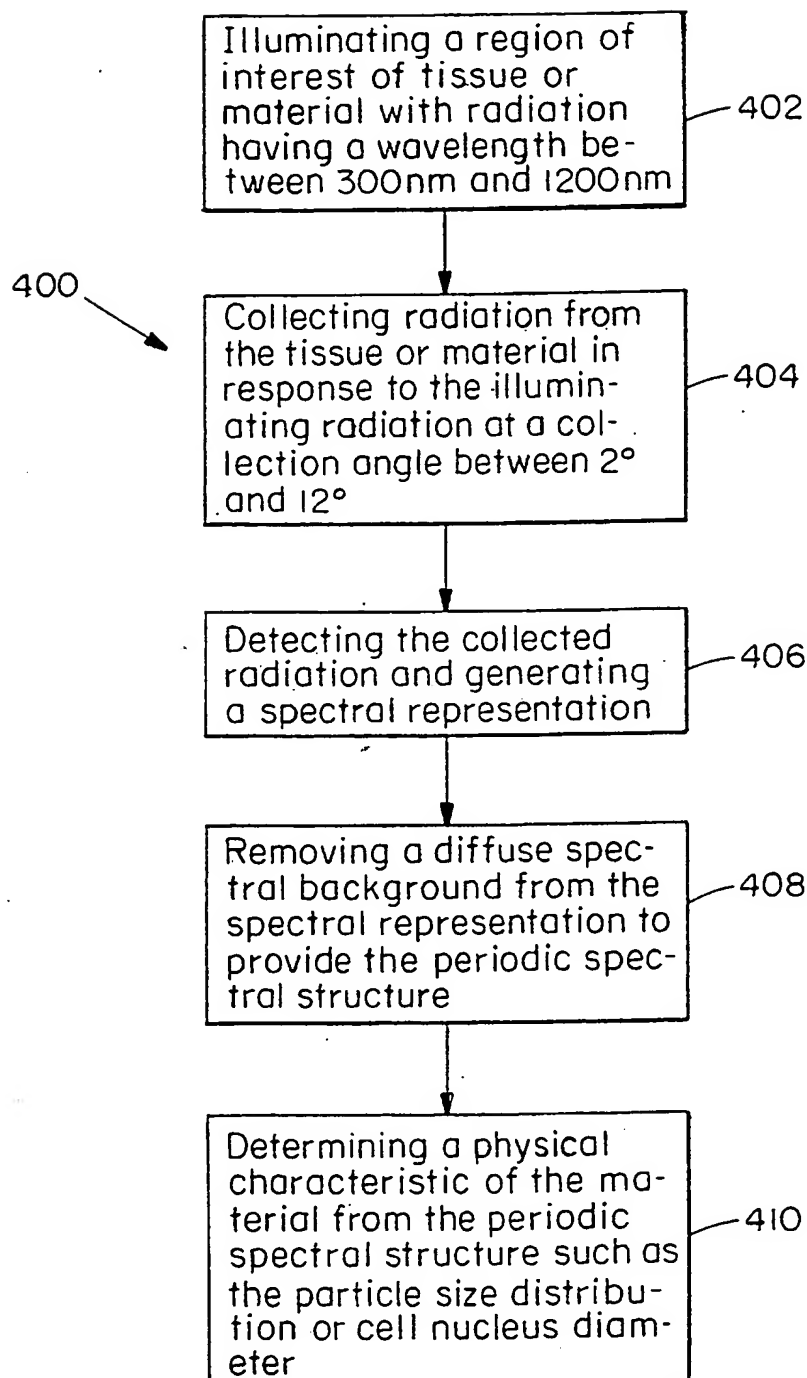 Illuminating a region of
interest of tissue or
material with radiation
having a wavelength be-
tween 300nm and 1200nm
402
400
Collecting radiation from
the tissue or material in
response to the illumin-
ating radiation at a col-
lection angle between 2°
and 12°
404
Detecting the collected
radiation and generating
a spectral representation
406
Removing a diffuse spec-
tral background from the
spectral representation to
provide the periodic spec-
tral structure
408
Determining a physical
characteristic of the ma-
terial from the periodic
spectral structure such as
the particle size distribu-
tion or cell nucleus diam-
eter
410